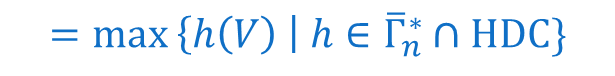 = max {h(V) | h ∈ Γ̄*ₙ ∩ HDC}